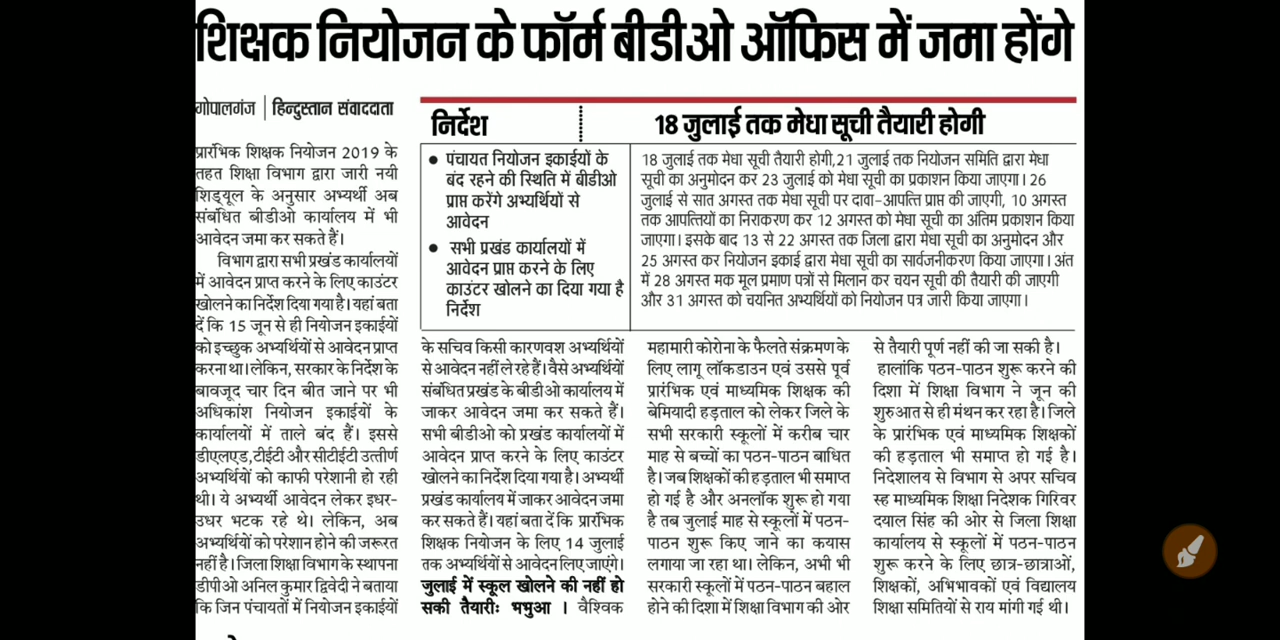 शिक्षक नियोजन के फॉर्म बीडीओ ऑफिस में जमा होंगे
गोपालगंज | हिन्दुस्तान संवाददाता
प्रारंभिक शिक्षक नियोजन 2019 के
तहत शिक्षा विभाग द्वारा जारी नयी
शिड्यूल के अनुसार अभ्यर्थी अब
संबंधित बीडीओ कार्यालय में भी
आवेदन जमा कर सकते हैं।
विभाग द्वारा सभी प्रखंड कार्यालयों
में आवेदन प्राप्त करने के लिए काउंटर
खोलने का निर्देश दिया गया है। यहां बता
दें कि 15 जून से ही नियोजन इकाईयों
को इच्छुक अभ्यर्थियों से आवेदन प्राप्त
करना था। लेकिन, सरकार के निर्देश के
बावजूद चार दिन बीत जाने पर भी
अधिकांश नियोजन इकाईयों के
कार्यालयों में ताले बंद हैं। इससे
डीएलएड,टीईटी और सीटीईटी उत्तीर्ण
अभ्यर्थियों को काफी परेशानी हो रही
थी। ये अभ्यर्थी आवेदन लेकर इधर-
उधर भटक रहे थे। लेकिन, अब
अभ्यर्थियों को परेशान होने की जरूरत
नहीं है। जिला शिक्षा विभाग के स्थापना
डीपीओ अनिल कुमार द्विवेदी ने बताया
कि जिन पंचायतों में नियोजन इकाईयों
निर्देश
• पंचायत नियोजन इकाईयों के
बंद रहने की स्थिति में बीडीओ
प्राप्त करेंगे अभ्यर्थियों से
आवेदन
• सभी प्रखंड कार्यालयों में
आवेदन प्राप्त करने के लिए
काउंटर खोलने का दिया गया है
निर्देश
18 जुलाई तक मेधा सूची तैयारी होगी
18 जुलाई तक मेधा सूची तैयारी होगी,21 जुलाई तक नियोजन समिति द्वारा मेधा
सूची का अनुमोदन कर 23 जुलाई को मेधा सूची का प्रकाशन किया जाएगा। 26
जुलाई से सात अगस्त तक मेधा सूची पर दावा-आपत्ति प्राप्त की जाएगी, 10 अगस्त
तक आपत्तियों का निराकरण कर 12 अगस्त को मेधा सूची का अंतिम प्रकाशन किया
जाएगा। इसके बाद 13 से 22 अगस्त तक जिला द्वारा मेधा सूची का अनुमोदन और
25 अगस्त कर नियोजन इकाई द्वारा मेधा सूची का सार्वजनीकरण किया जाएगा। अंत
में 28 अगस्त मक मूल प्रमाण पत्रों से मिलान कर चयन सूची की तैयारी की जाएगी
और 31 अगस्त को चयनित अभ्यर्थियों को नियोजन पत्र जारी किया जाएगा।
के सचिव किसी कारणवश अभ्यर्थियों
से आवेदन नहीं ले रहे हैं। वैसे अभ्यर्थियों
संबंधित प्रखंड के बीडीओ कार्यालय में
जाकर आवेदन जमा कर सकते हैं।
सभी बीडीओ को प्रखंड कार्यालयों में
आवेदन प्राप्त करने के लिए काउंटर
खोलने का निर्देश दिया गया है। अभ्यर्थी
प्रखंड कार्यालय में जाकर आवेदन जमा
कर सकते हैं। यहां बता दें कि प्रारंभिक
शिक्षक नियोजन के लिए 14 जुलाई
तक अभ्यर्थियों से आवेदन लिए जाएंगे।
जुलाई में स्कूल खोलने की नहीं हो
सकी तैयारीः भभुआ । वैश्विक
महामारी कोरोना के फैलते संक्रमण के
लिए लागू लॉकडाउन एवं उससे पूर्व
प्रारंभिक एवं माध्यमिक शिक्षक की
बेमियादी हड़ताल को लेकर जिले के
सभी सरकारी स्कूलों में करीब चार
माह से बच्चों का पठन-पाठन बाधित
है। जब शिक्षकों की हड़ताल भी समाप्त
हो गई है और अनलॉक शुरू हो गया
है तब जुलाई माह से स्कूलों में पठन-
पाठन शुरू किए जाने का कयास
लगाया जा रहा था। लेकिन, अभी भी
सरकारी स्कूलों में पठन-पाठन बहाल
होने की दिशा में शिक्षा विभाग की ओर
से तैयारी पूर्ण नहीं की जा सकी है।
हालांकि पठन-पाठन शुरू करने की
दिशा में शिक्षा विभाग ने जून की
शुरुआत से ही मंथन कर रहा है। जिले
के प्रारंभिक एवं माध्यमिक शिक्षकों
की हड़ताल भी समाप्त हो गई है।
निदेशालय से विभाग से अपर सचिव
स्ह माध्यमिक शिक्षा निदेशक गिरिवर
दयाल सिंह की ओर से जिला शिक्षा
कार्यालय से स्कूलों में पठन-पाठन
शुरू करने के लिए छात्र-छात्राओं,
शिक्षकों, अभिभावकों एवं विद्यालय
शिक्षा समितियों से राय मांगी गई थी।